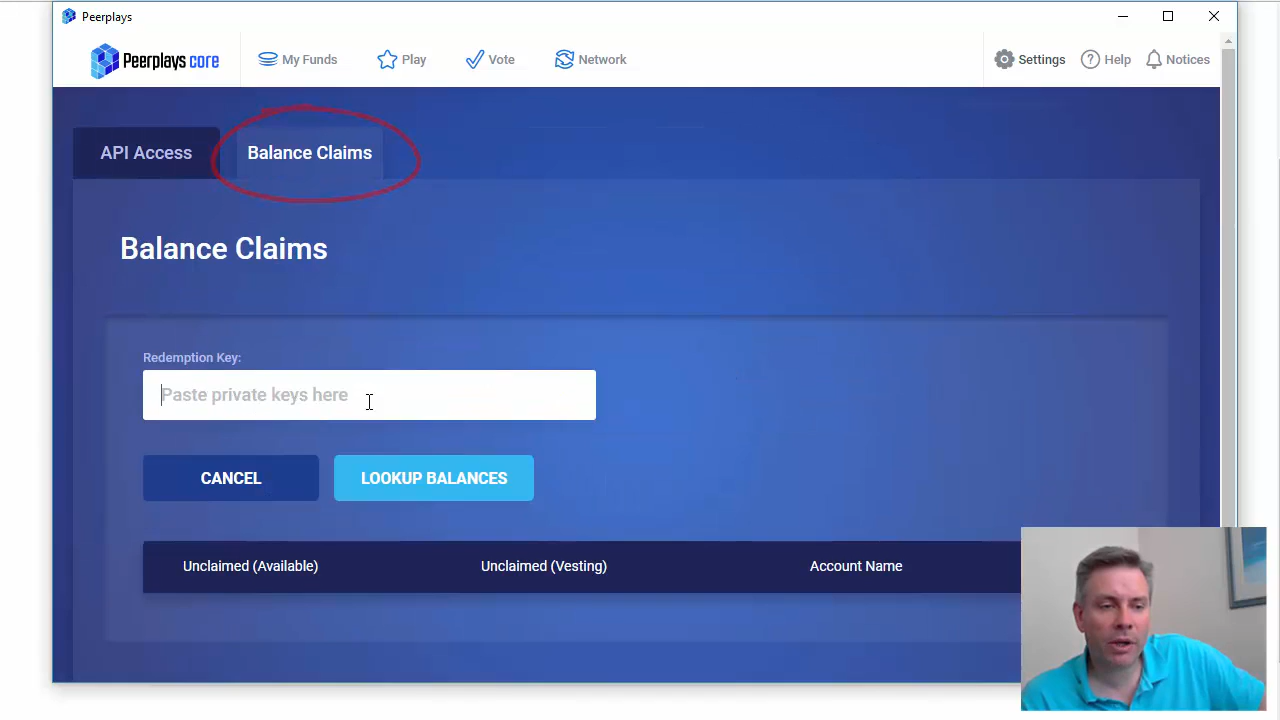 Peerplays
Peerplays core
My Funds
Play
Vote
Network
Settings
Help
Notices
API Access
Balance Claims
Balance Claims
Redemption Key:
Paste private keys here
CANCEL
LOOKUP BALANCES
Unclaimed (Available)
Unclaimed (Vesting)
Account Name